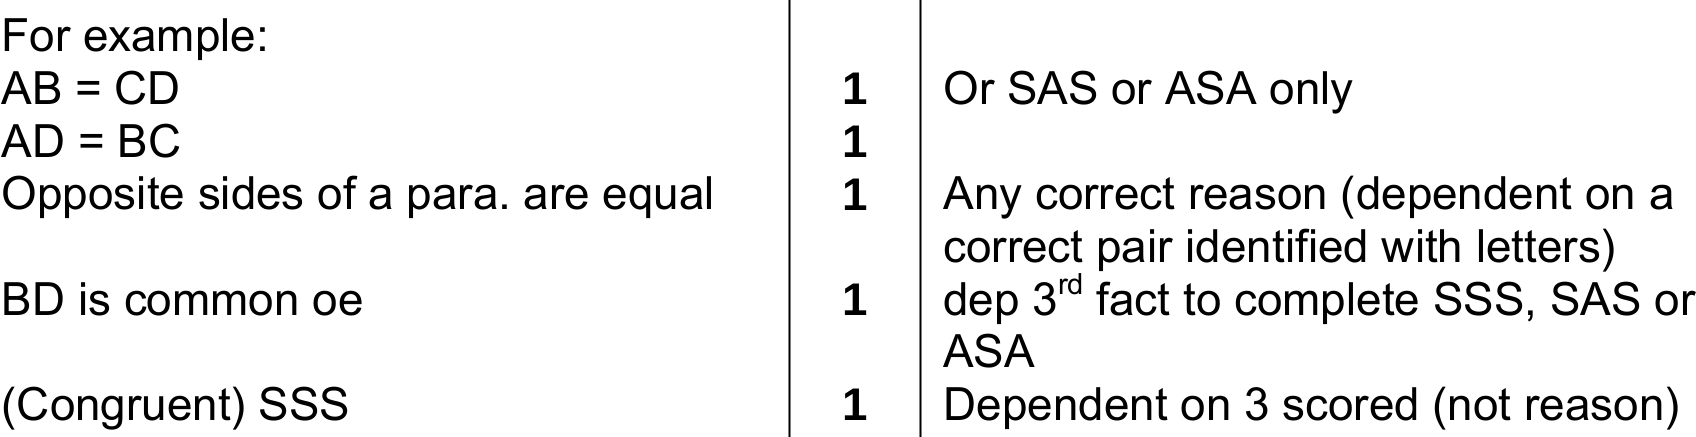 For example:
AB = CD 1 Or SAS or ASA only
AD = BC 1
Opposite sides of a para. are equal 1 Any correct reason (dependent on a
correct pair identified with letters)
BD is common oe 1 dep 3rd fact to complete SSS, SAS or
ASA
(Congruent) SSS 1 Dependent on 3 scored (not reason)